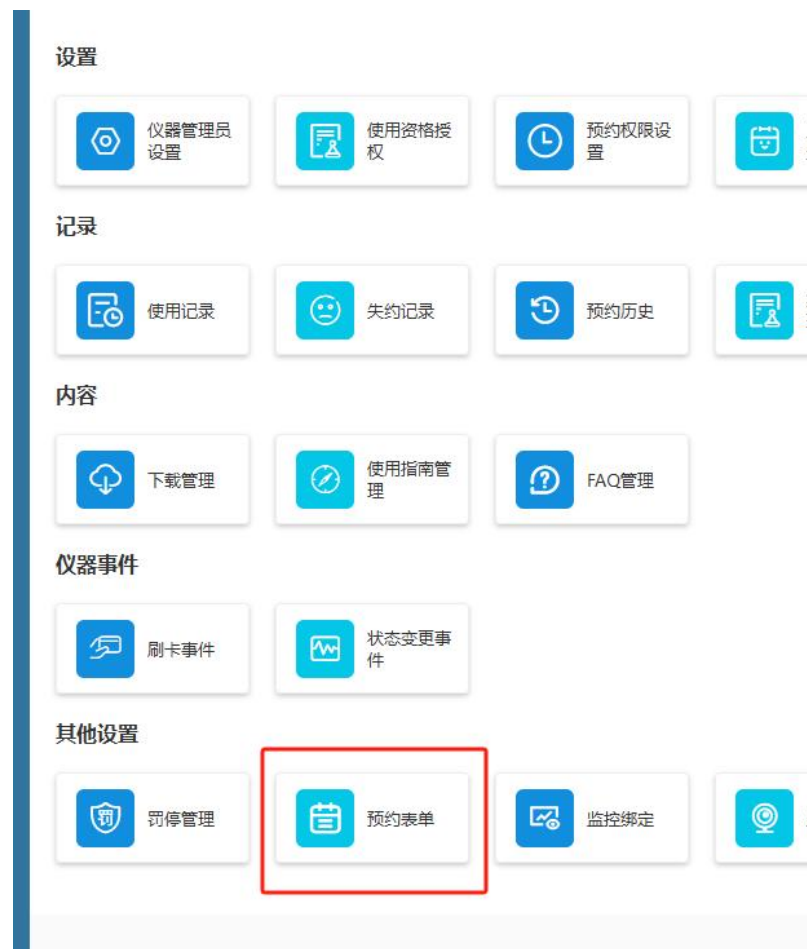 设置
仪器管理员
设置
使用资格授
权
预约权限设
置
记录
使用记录
失约记录
预约历史
内容
下载管理
使用指南管
理
FAQ管理
仪器事件
刷卡事件
状态变更事
件
其他设置
罚
罚停管理
预约表单
监控绑定